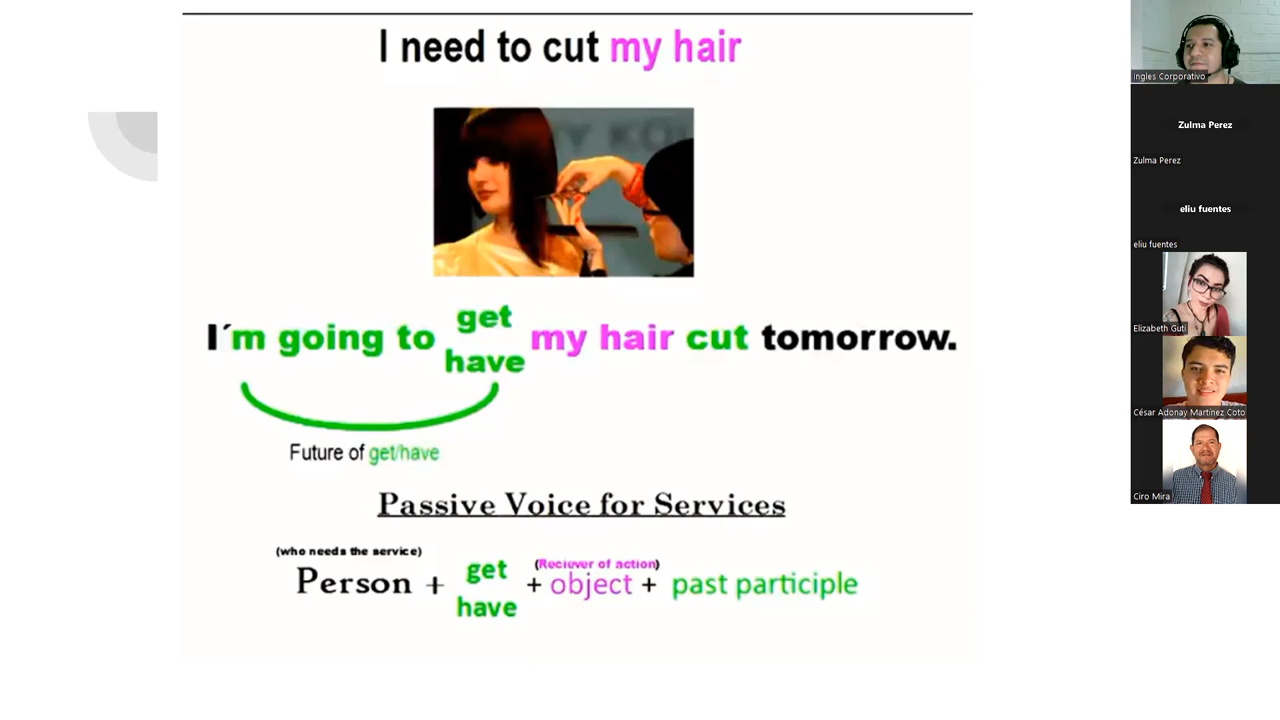 I need to cut my hair
get
I´m going to my hair cut tomorrow.
have
Future of get/have
Passive Voice for Services
(who needs the service)
(Reciever of action)
get
Person + + object + past participle
have
Ingles Corporativo
Zulma Perez
Zulma Perez
eliu fuentes
eliu fuentes
Elizabeth Guti
César Adonay Martínez Coto
Ciro Mira